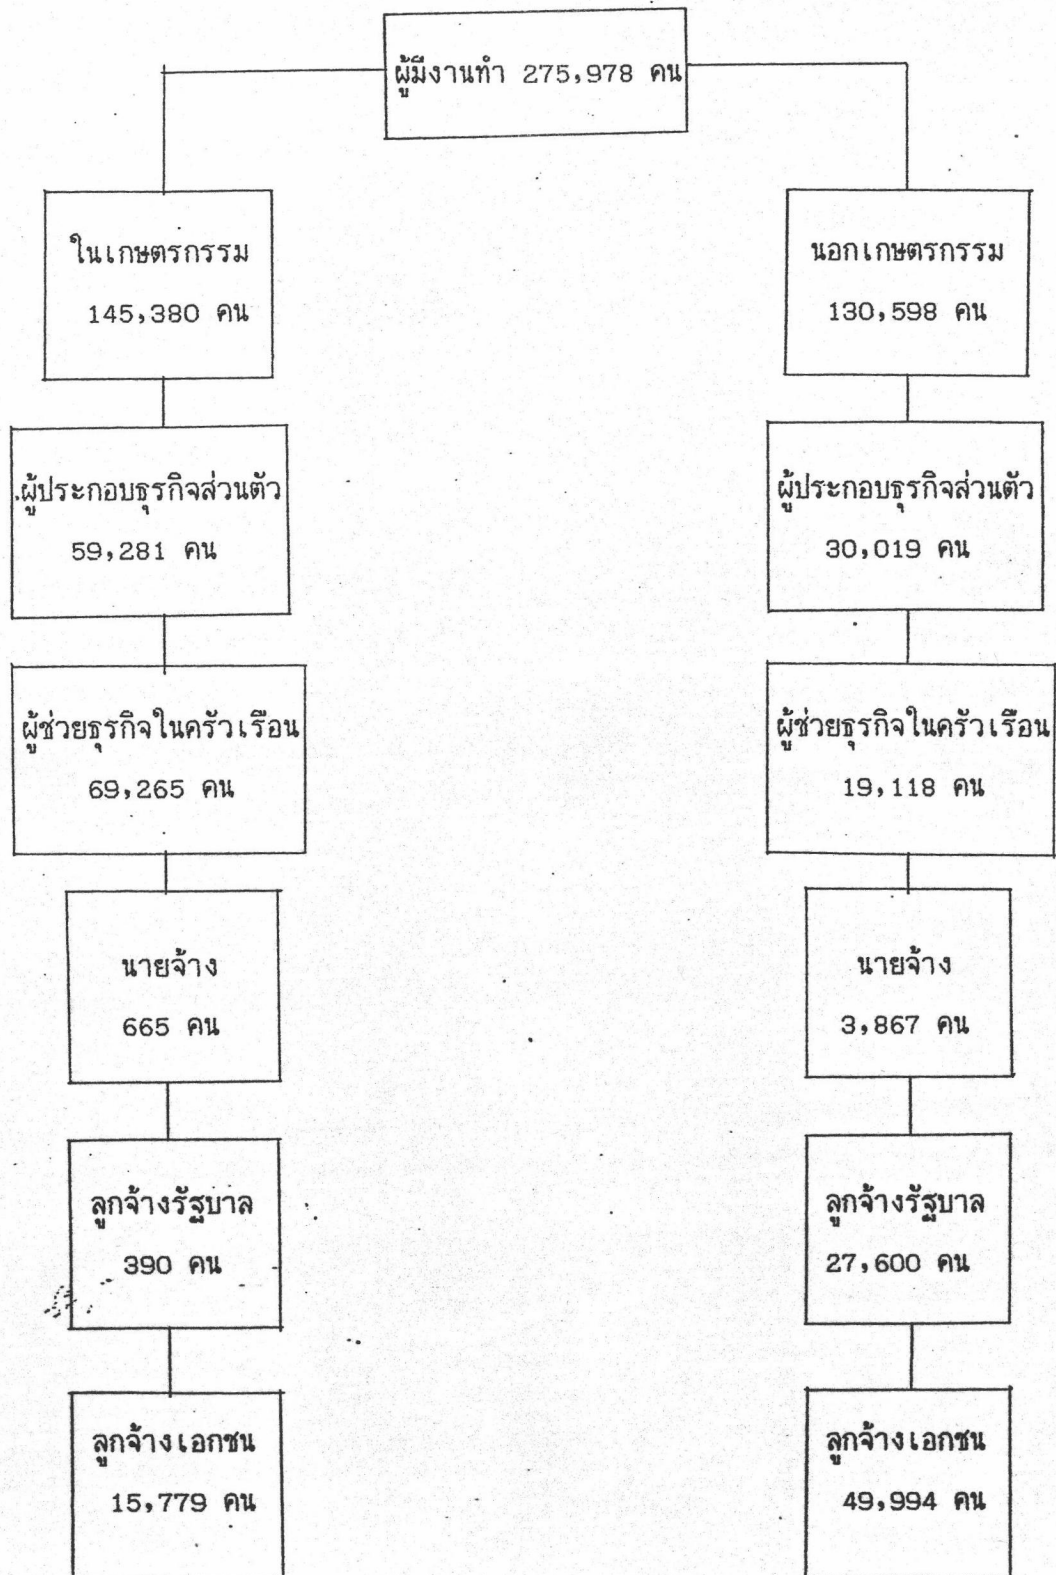 ผู้มีงานทำ 275,978 คน
ในเกษตรกรรม
145,380 คน
ผู้ประกอบธุรกิจส่วนตัว
59,281 คน
ผู้ช่วยธุรกิจในครัวเรือน
69,265 คน
นายจ้าง
665 คน
ลูกจ้างรัฐบาล
390 คน
ลูกจ้างเอกชน
15,779 คน
นอกเกษตรกรรม
130,598 คน
ผู้ประกอบธุรกิจส่วนตัว
30,019 คน
ผู้ช่วยธุรกิจในครัวเรือน
19,118 คน
นายจ้าง
3,867 คน
ลูกจ้างรัฐบาล
27,600 คน
ลูกจ้างเอกชน
49,994 คน